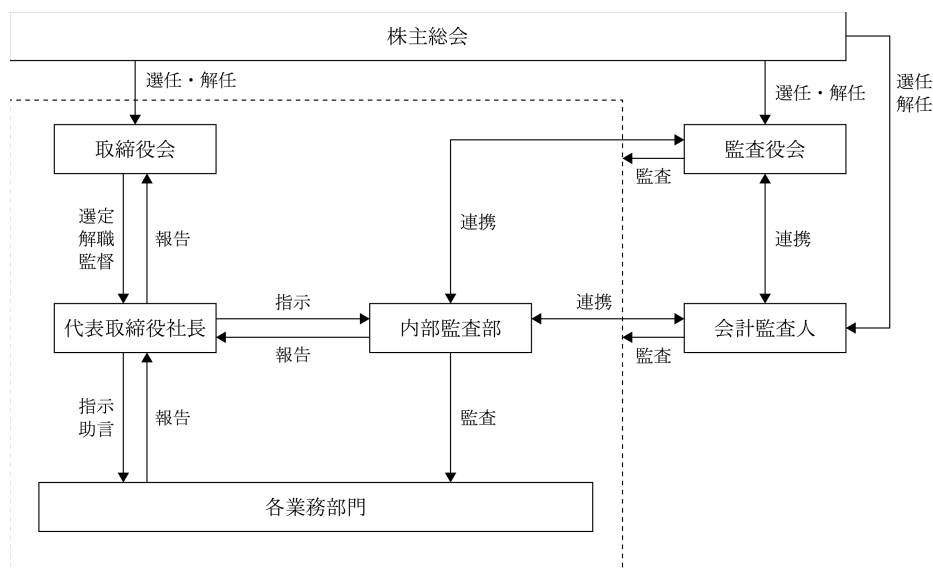 株主総会
選任・解任
選任・解任
選任
解任
取締役会
監査役会
監査
選定
解職
監督
報告
連携
連携
代表取締役社長
指示
報告
内部監査部
連携
監査
会計監査人
指示
助言
報告
監査
各業務部門